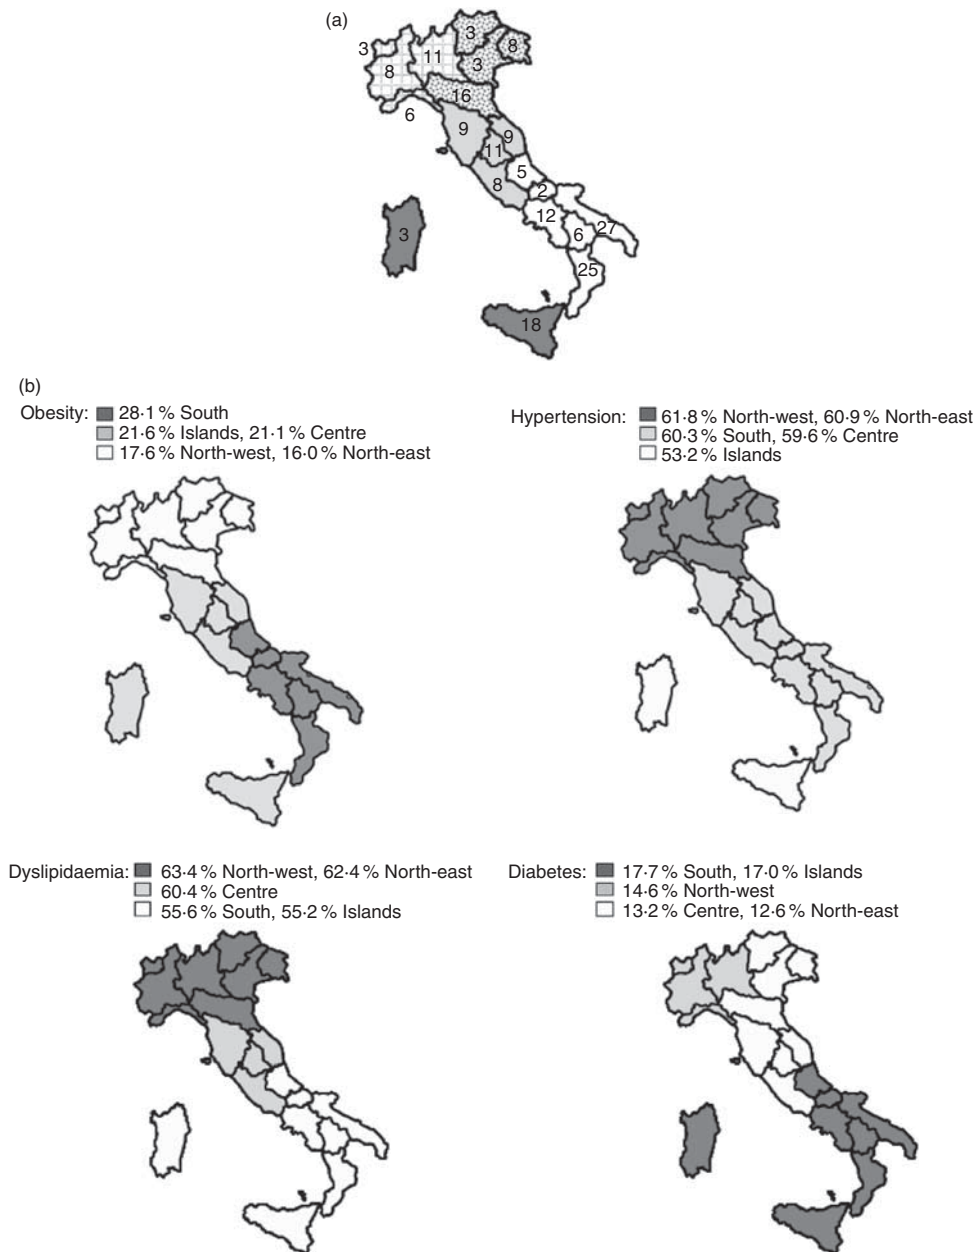 (a)
3
8
3
11
3
8
16
6
9
9
11
5
8
2
12
27
6
3
25
18
(b)
Obesity:
28·1 % South
21·6 % Islands, 21·1 % Centre
17·6 % North-west, 16·0 % North-east
Hypertension:
61·8 % North-west, 60·9 % North-east
60·3 % South, 59·6 % Centre
53·2 % Islands
Dyslipidaemia:
63·4 % North-west, 62·4 % North-east
60·4 % Centre
55·6 % South, 55·2 % Islands
Diabetes:
17·7 % South, 17·0 % Islands
14·6 % North-west
13·2 % Centre, 12·6 % North-east